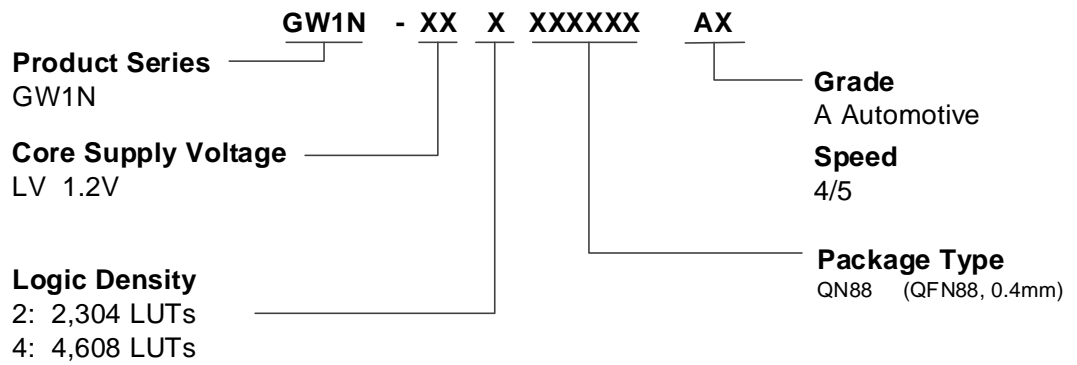 GW1N - XX X XXXXXX AX
Product Series
GW1N
Core Supply Voltage
LV 1.2V
Logic Density
2: 2,304 LUTs
4: 4,608 LUTs
Grade
A Automotive
Speed
4/5
Package Type
QN88 (QFN88, 0.4mm)